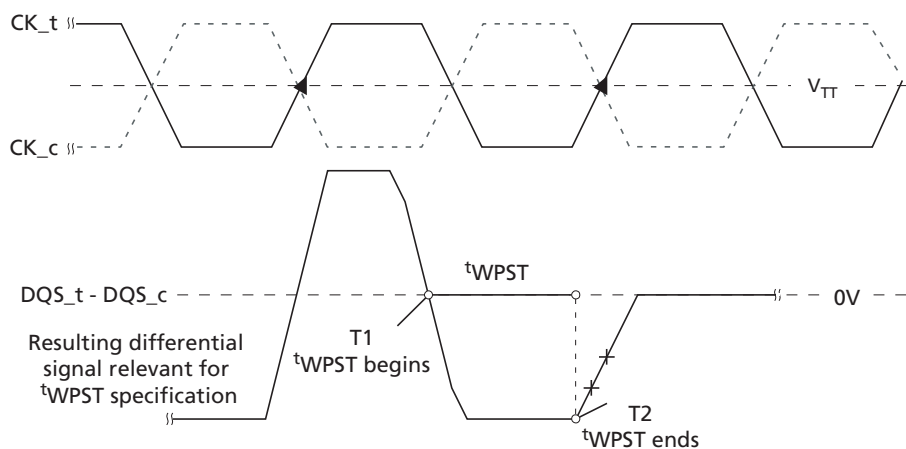 CK_t
V_TT
CK_c
tWPST
DQS_t - DQS_c
0V
T1
tWPST begins
Resulting differential
signal relevant for
tWPST specification
T2
tWPST ends